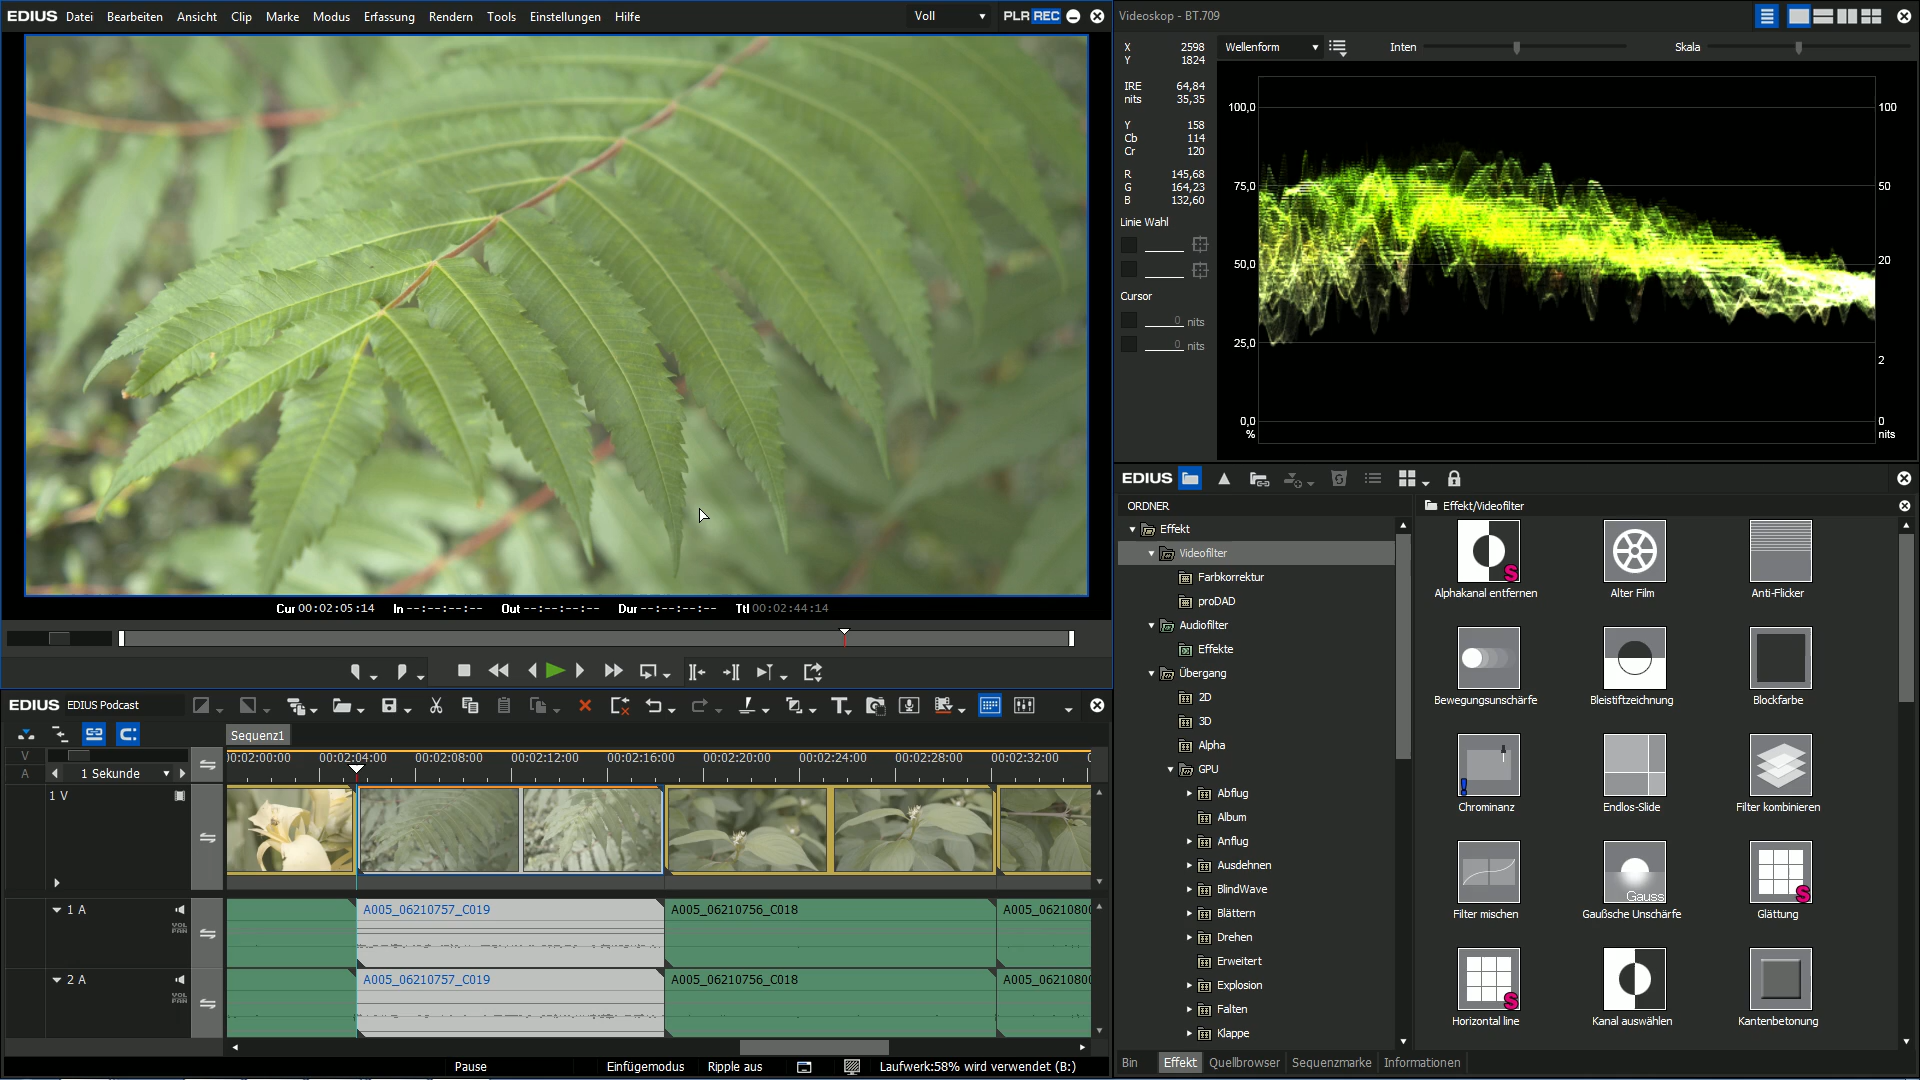 EDIUS Datei Bearbeiten Ansicht Clip Marke Modus Erfassung Rendern Tools Einstellungen Hilfe Voll PLR REC
Cur 00:02:05:14 In --:--:--:-- Out --:--:--:-- Dur --:--:--:-- Ttl 00:02:44:14
Videoskop - BT.709
X 2598
Y 1824
IRE 64,84
nits 35,35
Y 158
Cb 114
Cr 120
R 145,68
G 164,23
B 132,60
Linie Wahl
Cursor
0 nits
0 nits
Wellenform Inten Skala
100,0 100
75,0 50
50,0 20
25,0
2
0,0 0
% nits
EDIUS EDIUS Podcast
Sequenz1
V
A 1 Sekunde
00:02:00:00 00:02:04:00 00:02:08:00 00:02:12:00 00:02:16:00 00:02:20:00 00:02:24:00 00:02:28:00 00:02:32:00
1 V
1 A A005_06210757_C019 A005_06210756_C018 A005_0621080
VOL
PAN
2 A A005_06210757_C019 A005_06210756_C018 A005_0621080
VOL
PAN
Pause Einfügemodus Ripple aus Laufwerk:58% wird verwendet (B:)
EDIUS
ORDNER
Effekt
Videofilter
Farbkorrektur
proDAD
Audiofilter
Effekte
Übergang
2D
3D
Alpha
GPU
Abflug
Album
Anflug
Ausdehnen
BlindWave
Blättern
Drehen
Erweitert
Explosion
Falten
Klappe
Effekt/Videofilter
S
Alphakanal entfernen Alter Film Anti-Flicker
Bewegungsunschärfe Bleistiftzeichnung Blockfarbe
Chrominanz Endlos-Slide Filter kombinieren
Gauss S
Filter mischen Gaußsche Unschärfe Glättung
S
Horizontal line Kanal auswählen Kantenbetonung
Bin Effekt Quellbrowser Sequenzmarke Informationen